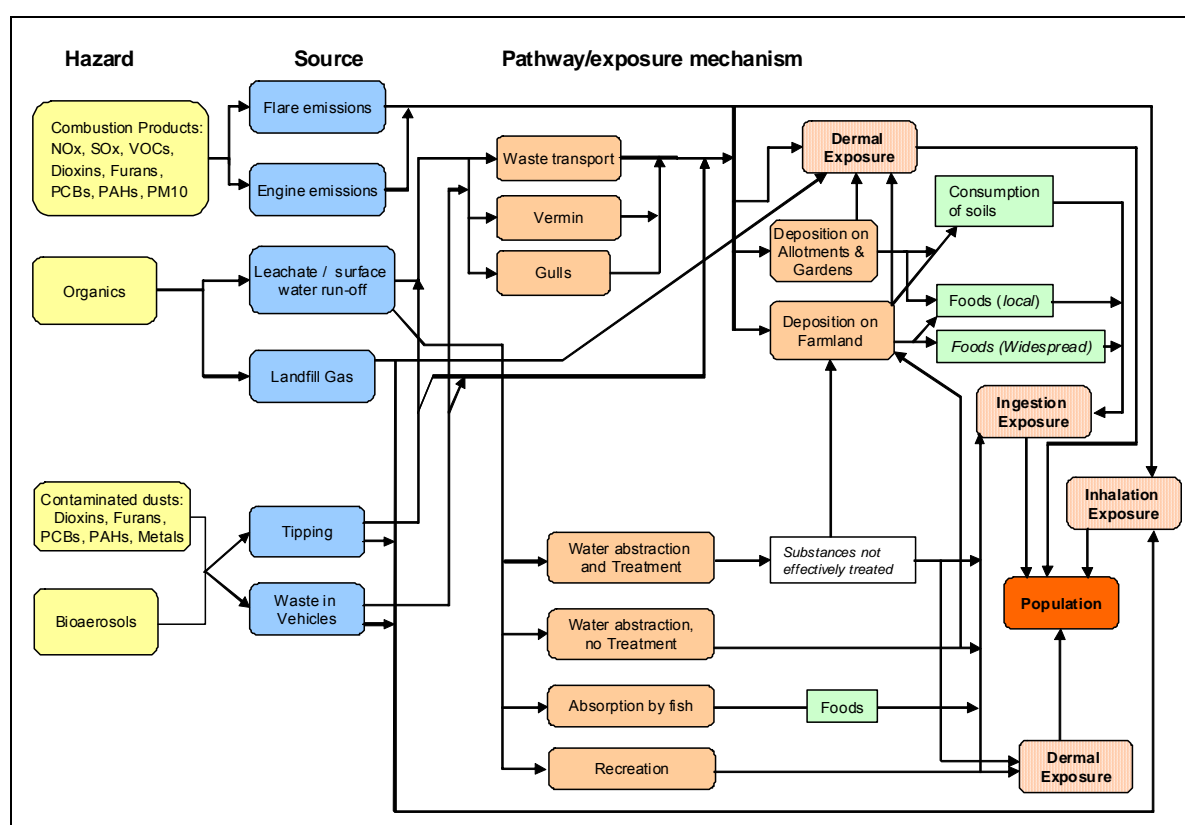 Hazard
Source
Pathway/exposure mechanism
Combustion Products:
NOx, SOx, VOCs,
Dioxins, Furans,
PCBs, PAHs, PM10
Organics
Contaminated dusts:
Dioxins, Furans,
PCBs, PAHs, Metals
Bioaerosols
Flare emissions
Engine emissions
Leachate / surface
water run-off
Landfill Gas
Tipping
Waste in
Vehicles
Waste transport
Vermin
Gulls
Water abstraction
and Treatment
Water abstraction,
no Treatment
Absorption by fish
Recreation
Dermal
Exposure
Deposition on
Allotments &
Gardens
Deposition on
Farmland
Substances not
effectively treated
Foods
Consumption
of soils
Foods (local)
Foods (Widespread)
Ingestion
Exposure
Inhalation
Exposure
Population
Dermal
Exposure